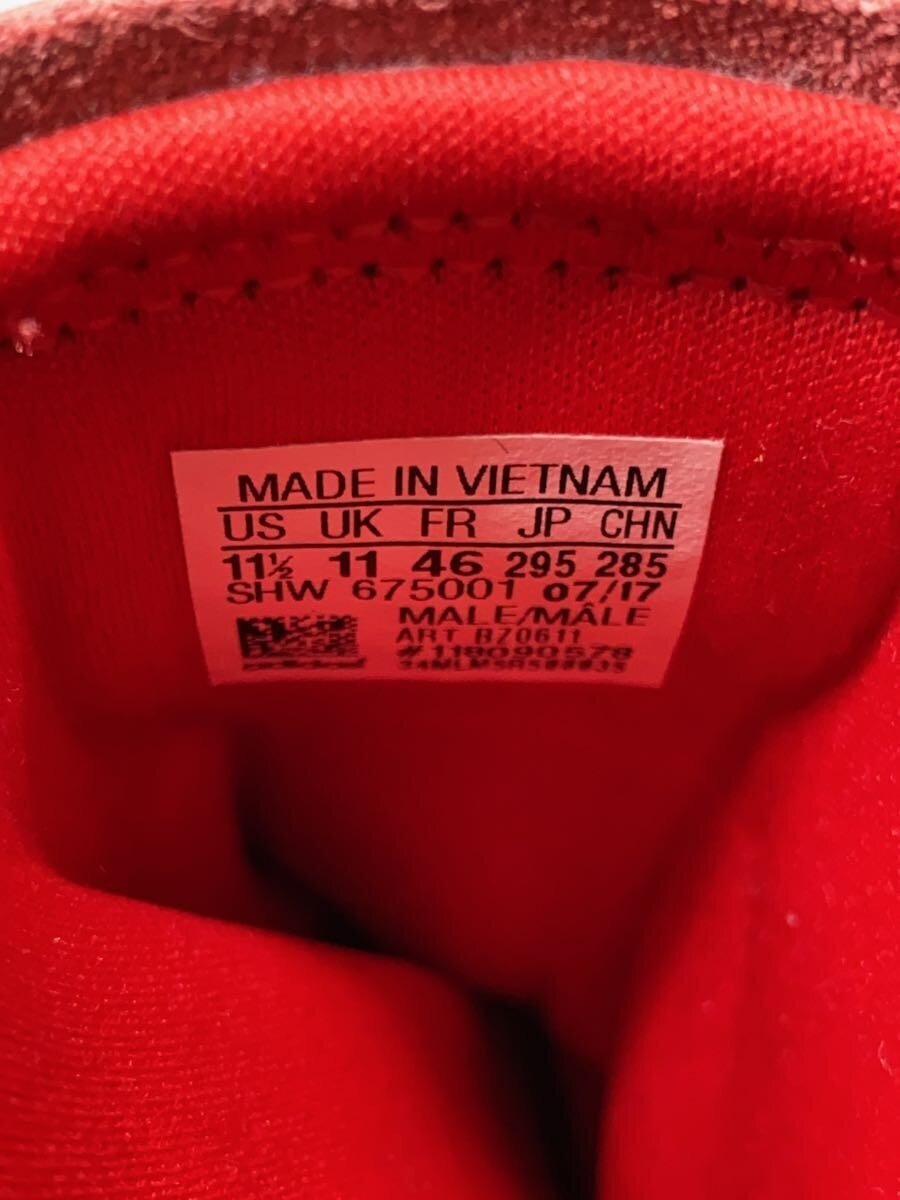 MADE IN VIETNAM
US UK FR JP CHN
11½ 11 46 295 285
SHW 675001 07/17
MALE/MÂLE
ART BZ0611
#118090578